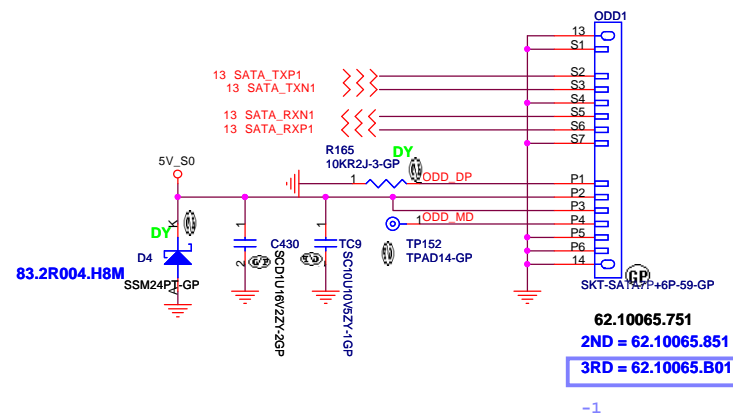 ODD1
13
S1
13 SATA_TXP1
S2
13 SATA_TXN1
S3
S4
13 SATA_RXN1
S5
13 SATA_RXP1
S6
S7
R165
DY
10KR2J-3-GP
5V_S0
1
2
ODD_DP
P1
P2
P3
1
ODD_MD
P4
K
DY
1
1
C430
TC9
TP152
P5
D4
TPAD14-GP
P6
2
14
83.2R004.H8M
A
SSM24PT-GP
SCD1U16V2ZY-2GP
SC10U10V5ZY-1GP
GP
SKT-SATA7P+6P-59-GP
62.10065.751
2ND = 62.10065.851
3RD = 62.10065.B01
-1